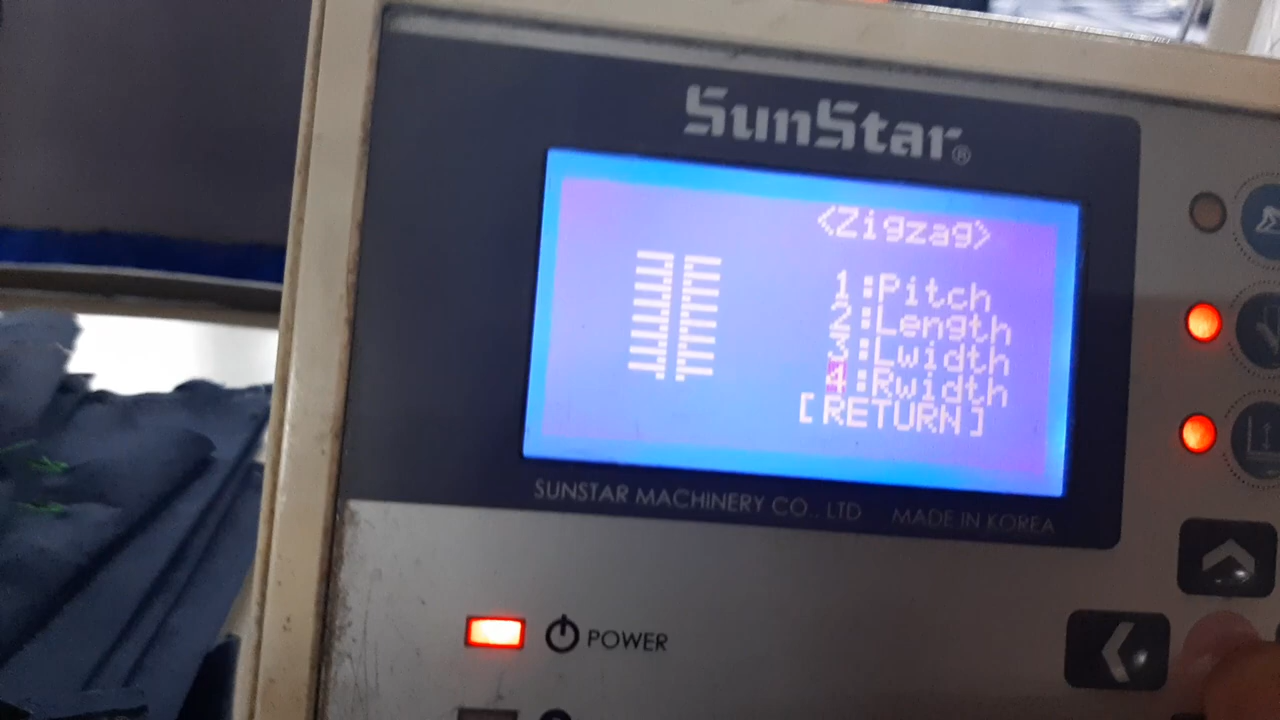 SunStar®
<Zigzag>
1:Pitch
2:Length
3:Lwidth
4:Rwidth
[RETURN]
SUNSTAR MACHINERY CO., LTD MADE IN KOREA
POWER